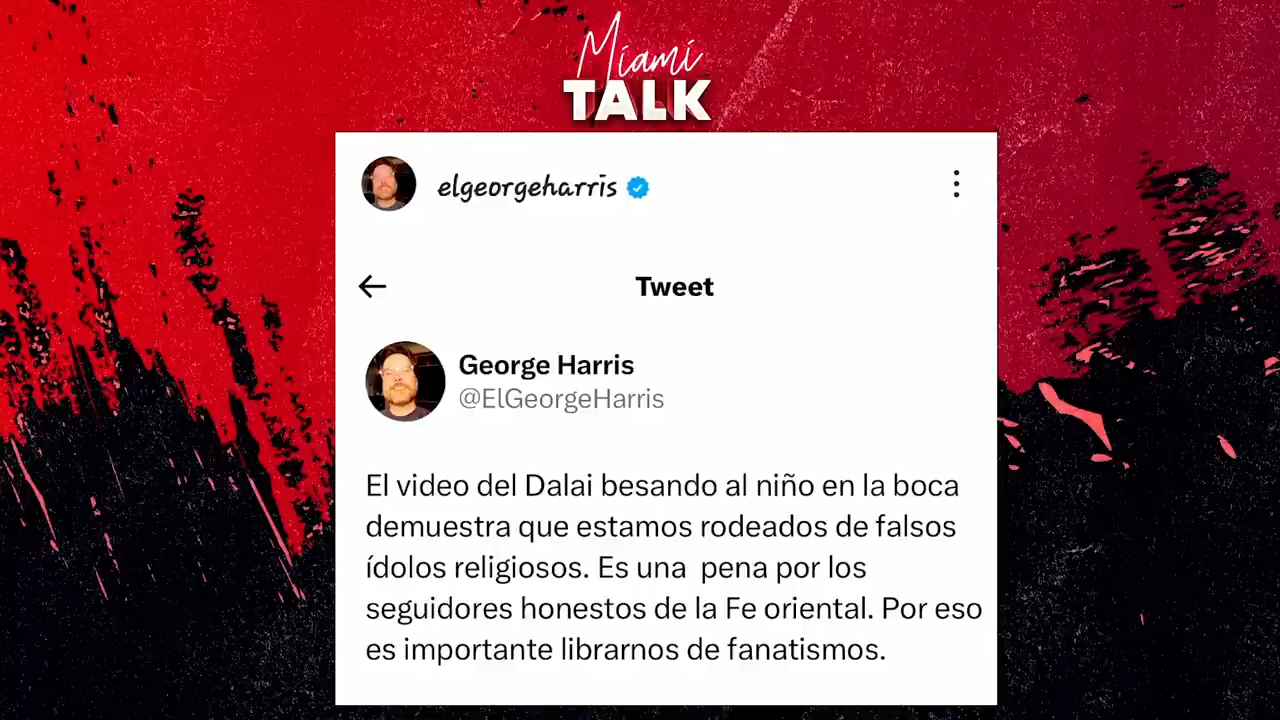 Miami
TALK
elgeorgeharris
Tweet
George Harris
@ElGeorgeHarris
El video del Dalai besando al niño en la boca
demuestra que estamos rodeados de falsos
ídolos religiosos. Es una pena por los
seguidores honestos de la Fe oriental. Por eso
es importante librarnos de fanatismos.